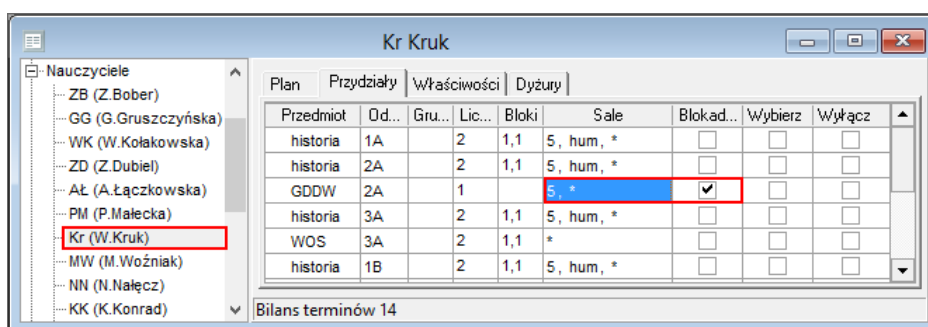 Kr Kruk
Nauczyciele
ZB (Z.Bober)
GG (G.Gruszczyńska)
WK (W.Kołakowska)
ZD (Z.Dubiel)
AŁ (A.Łączkowska)
PM (P.Małecka)
Kr (W.Kruk)
MW (M.Woźniak)
NN (N.Nałęcz)
KK (K.Konrad)
Plan Przydziały Właściwości Dyżury
Przedmiot Od... Gru... Lic... Bloki Sale Blokad... Wybierz Wyłącz
historia 1A 2 1,1 5, hum, *
historia 2A 2 1,1 5, hum, *
GDDW 2A 1 5, *
historia 3A 2 1,1 5, hum, *
WOS 3A 2 1,1 *
historia 1B 2 1,1 5, hum, *
Bilans terminów 14